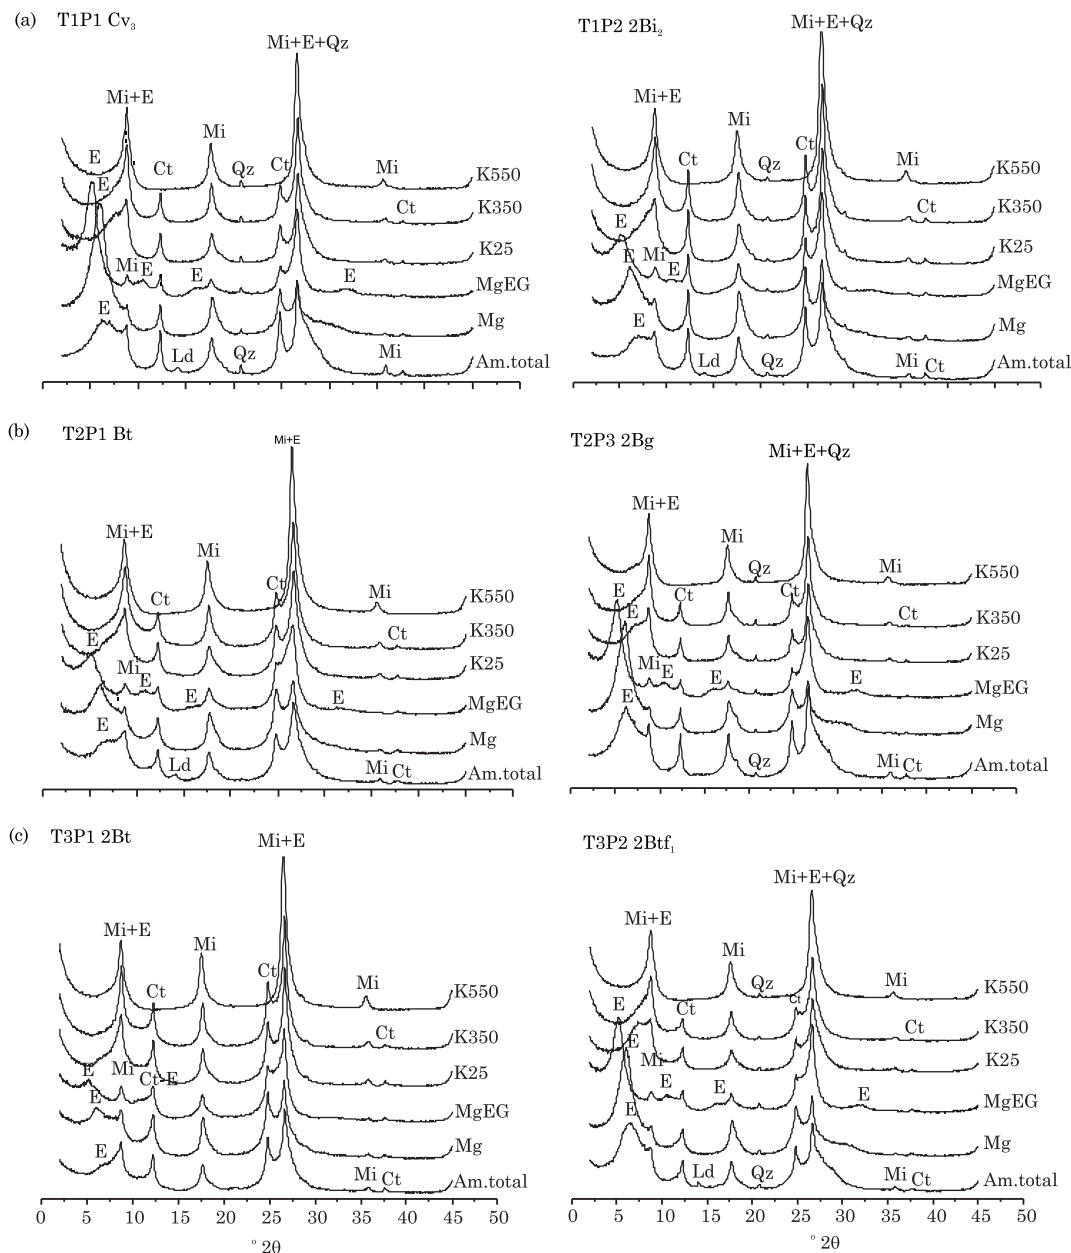 (a) T1P1 Cv3
Mi+E+Qz
Mi+E
E
E
Ct
Mi
Qz
Ct
Mi
Ct
K550
K350
K25
Mi
E
E
E
MgEG
Mg
E
Ld
Qz
Mi
Am.total
T1P2 2Bi2
Mi+E+Qz
Mi+E
Ct
Mi
Qz
Ct
Mi
Ct
K550
K350
K25
E
E
Mi
E
MgEG
Mg
E
Ld
Qz
Mi
Ct
Am.total
(b) T2P1 Bt
Mi+E
Mi+E
Ct
Mi
Ct
Mi
Ct
K550
K350
K25
E
Mi
E
E
E
MgEG
Mg
E
Ld
Mi
Ct
Am.total
T2P3 2Bg
Mi+E+Qz
Mi+E
Mi
Qz
Ct
Ct
Mi
Ct
K550
K350
K25
E
E
Mi
E
E
E
MgEG
Mg
E
Qz
Mi
Ct
Am.total
(c) T3P1 2Bt
Mi+E
Mi+E
Ct
Mi
Ct
Mi
Ct
K550
K350
K25
E
E
Mi
Ct-E
MgEG
Mg
E
Mi
Ct
Am.total
0 5 10 15 20 25 30 35 40 45 50
° 2θ
T3P2 2Btf1
Mi+E+Qz
Mi+E
Mi
Qz
Ct
Ct
Mi
Ct
K550
K350
K25
E
E
Mi
E
E
E
MgEG
Mg
E
Ld
Qz
Mi
Ct
Am.total
0 5 10 15 20 25 30 35 40 45 50
° 2θ